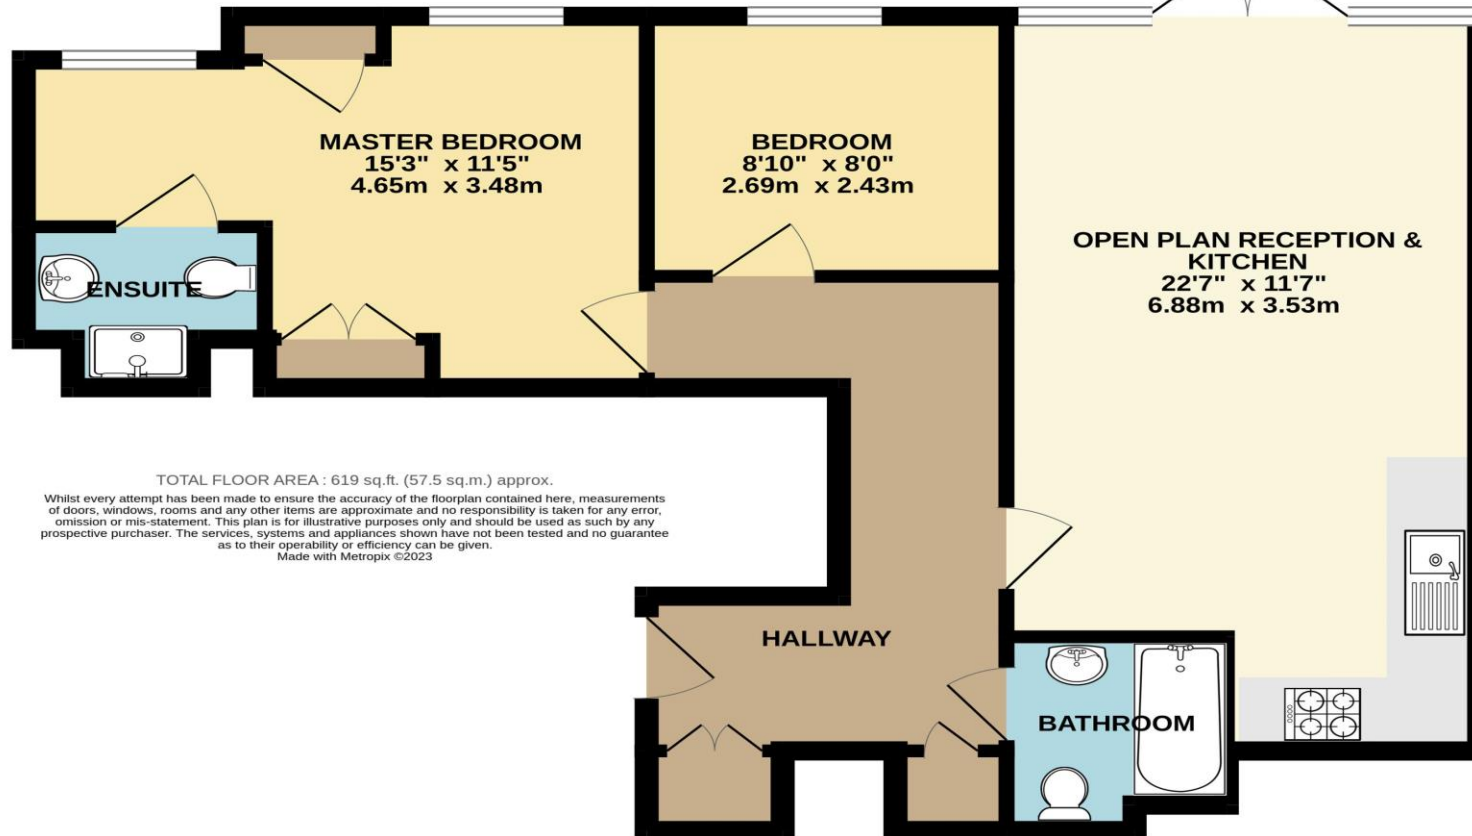 MASTER BEDROOM
15'3" x 11'5"
4.65m x 3.48m
BEDROOM
8'10" x 8'0"
2.69m x 2.43m
OPEN PLAN RECEPTION &
KITCHEN
22'7" x 11'7"
6.88m x 3.53m
ENSUITE
TOTAL FLOOR AREA : 619 sq.ft. (57.5 sq.m.) approx.
Whilst every attempt has been made to ensure the accuracy of the floorplan contained here, measurements
of doors, windows, rooms and any other items are approximate and no responsibility is taken for any error,
omission or mis-statement. This plan is for illustrative purposes only and should be used as such by any
prospective purchaser. The services, systems and appliances shown have not been tested and no guarantee
as to their operability or efficiency can be given.
Made with Metropix ©2023
HALLWAY
BATHROOM